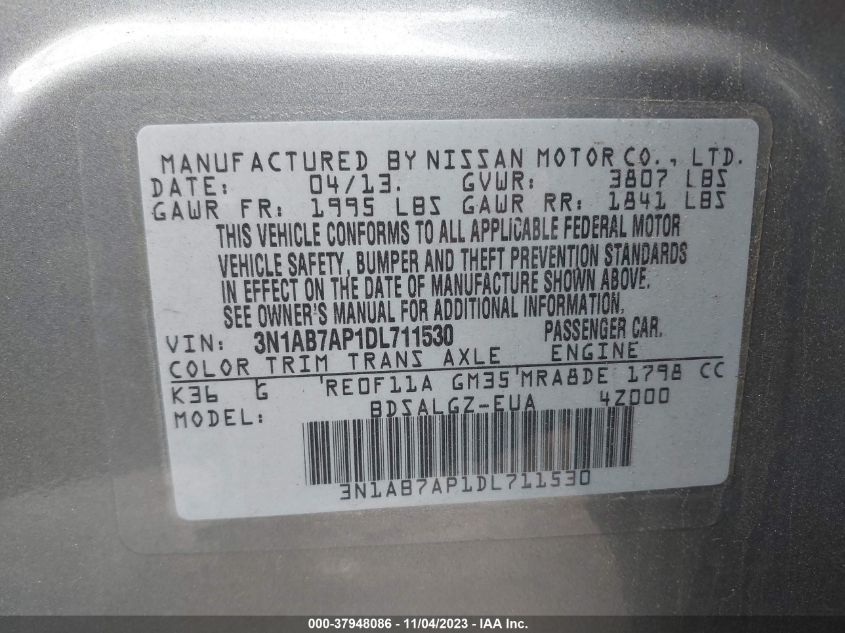 MANUFACTURED BY NISSAN MOTOR CO., LTD.
DATE: 04/13. GVWR: 3807 LBS
GAWR FR: 1995 LBS GAWR RR: 1841 LBS
THIS VEHICLE CONFORMS TO ALL APPLICABLE FEDERAL MOTOR
VEHICLE SAFETY, BUMPER AND THEFT PREVENTION STANDARDS
IN EFFECT ON THE DATE OF MANUFACTURE SHOWN ABOVE.
SEE OWNER'S MANUAL FOR ADDITIONAL INFORMATION.
VIN: 3N1AB7AP1DL711530 PASSENGER CAR.
COLOR TRIM TRANS AXLE ENGINE
K36 G 'RE0F11A GM35'MRA8DE 1798 CC
MODEL: BDSALGZ-EUA 4Z000
3N1AB7AP1DL711530
000-37948086 - 11/04/2023 - IAA Inc.